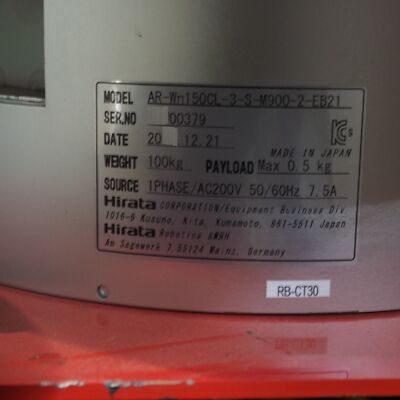 MODEL AR-Wn150CL-3-S-M900-2-EB21
SER.NO 00379
DATE 20 12.21
MADE IN JAPAN
WEIGHT 100kg PAYLOAD Max 0.5 kg
SOURCE 1PHASE/AC200V 50/60Hz 7.5A
Hirata CORPORATION/Equipment Business Div.
1016-6 Kusuno, Kita, Kumamoto, 861-5511 Japan
Hirata Robotics GMBH
Am Segewerk 7,55124 Mainz, Germany
RB-CT30